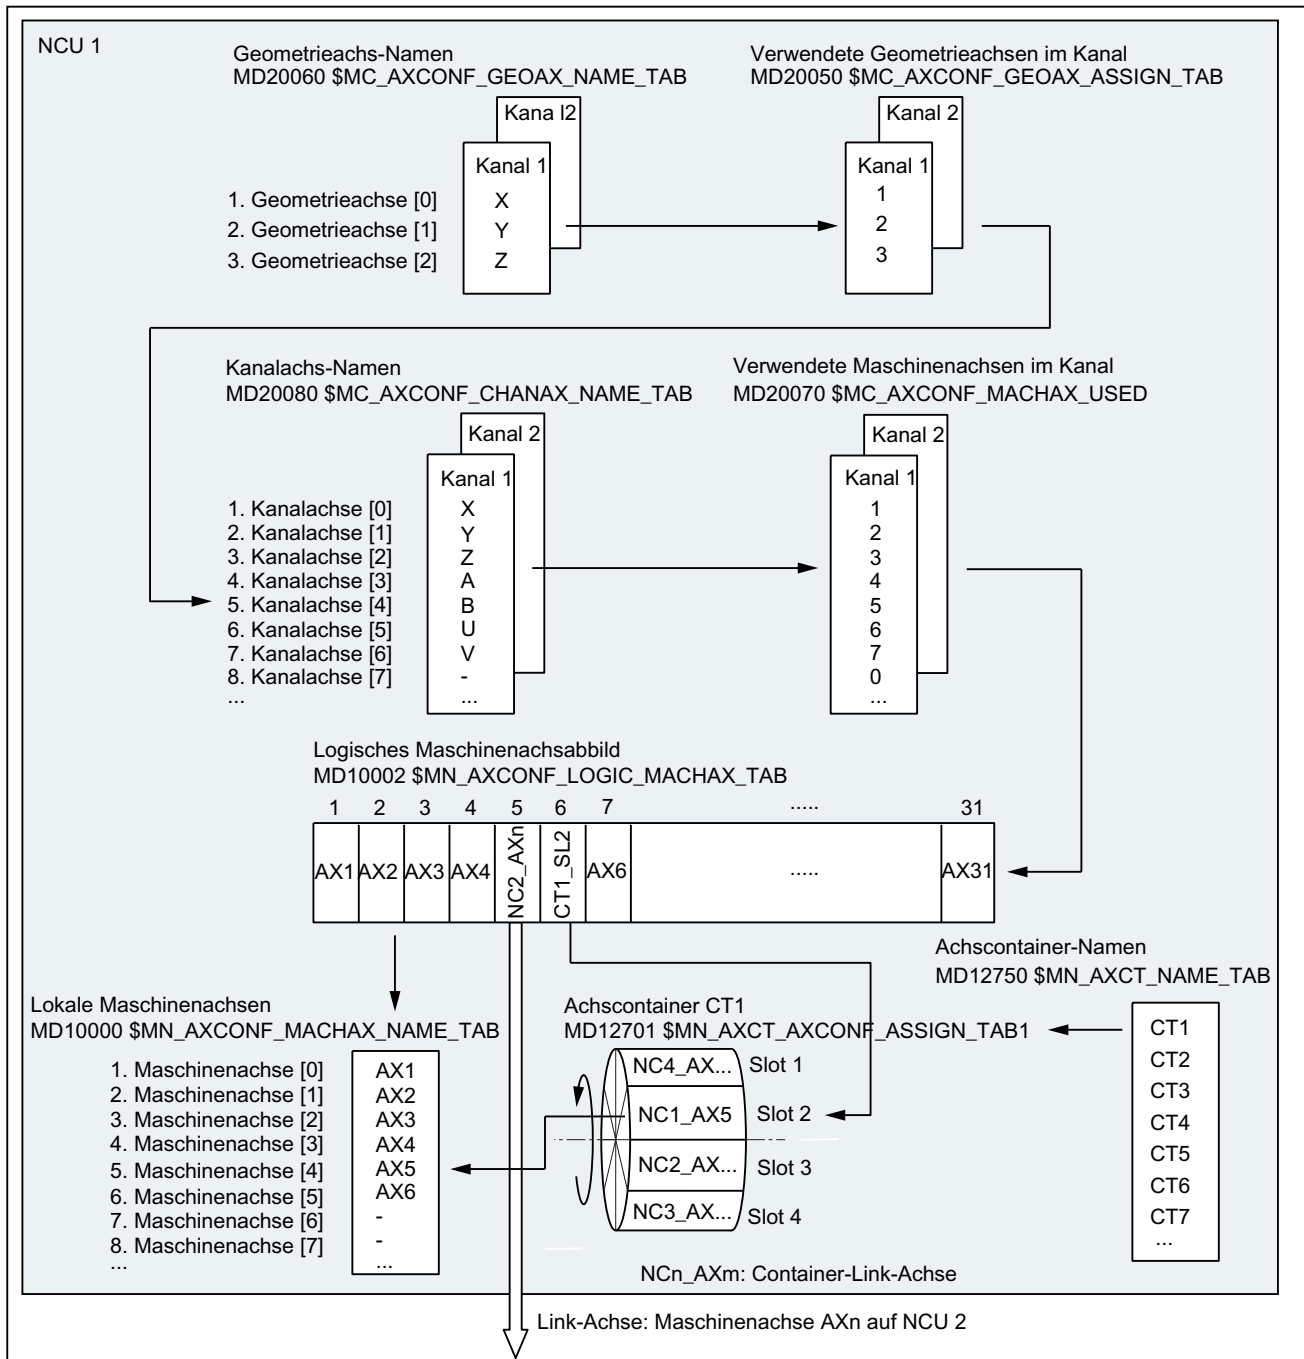 NCU 1
Geometrieachs-Namen
MD20060 $MC_AXCONF_GEOAX_NAME_TAB
Verwendete Geometrieachsen im Kanal
MD20050 $MC_AXCONF_GEOAX_ASSIGN_TAB
Kana l2
Kanal 1
1. Geometrieachse [0]
X
2. Geometrieachse [1]
Y
3. Geometrieachse [2]
Z
Kanal 2
Kanal 1
1
2
3
Kanalachs-Namen
MD20080 $MC_AXCONF_CHANAX_NAME_TAB
Verwendete Maschinenachsen im Kanal
MD20070 $MC_AXCONF_MACHAX_USED
Kanal 2
Kanal 1
1. Kanalachse [0]
X
2. Kanalachse [1]
Y
3. Kanalachse [2]
Z
4. Kanalachse [3]
A
5. Kanalachse [4]
B
6. Kanalachse [5]
U
7. Kanalachse [6]
V
8. Kanalachse [7]
-
...
...
Kanal 2
Kanal 1
1
2
3
4
5
6
7
0
...
Logisches Maschinenachsabbild
MD10002 $MN_AXCONF_LOGIC_MACHAX_TAB
1 2 3 4 5 6 7 ..... 31
AX1 AX2 AX3 AX4 NC2_AXn CT1_SL2 AX6 ..... AX31
Achscontainer-Namen
MD12750 $MN_AXCT_NAME_TAB
CT1
CT2
CT3
CT4
CT5
CT6
CT7
...
Lokale Maschinenachsen
MD10000 $MN_AXCONF_MACHAX_NAME_TAB
1. Maschinenachse [0]
AX1
2. Maschinenachse [1]
AX2
3. Maschinenachse [2]
AX3
4. Maschinenachse [3]
AX4
5. Maschinenachse [4]
AX5
6. Maschinenachse [5]
AX6
7. Maschinenachse [6]
-
8. Maschinenachse [7]
-
...
...
Achscontainer CT1
MD12701 $MN_AXCT_AXCONF_ASSIGN_TAB1
NC4_AX... Slot 1
NC1_AX5 Slot 2
NC2_AX... Slot 3
NC3_AX... Slot 4
NCn_AXm: Container-Link-Achse
Link-Achse: Maschinenachse AXn auf NCU 2